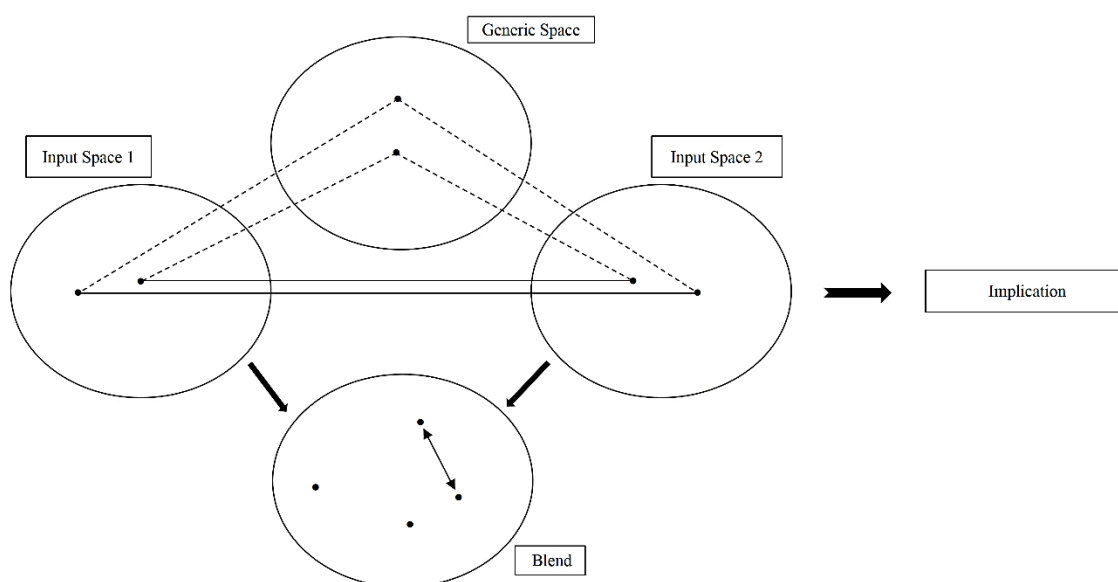 Generic Space
Input Space 1
Input Space 2
Implication
Blend